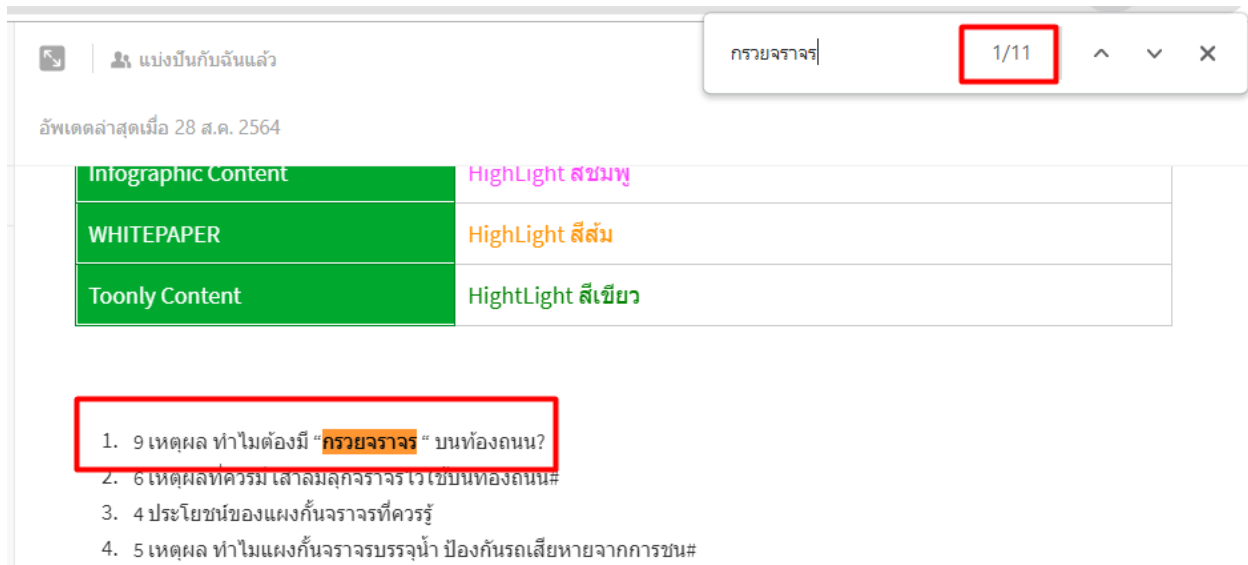 กรวยจราจร 1/11
แบ่งปันกับฉันแล้ว
อัพเดตล่าสุดเมื่อ 28 ส.ค. 2564
Infographic Content HighLight สีชมพู
WHITEPAPER HighLight สีส้ม
Toonly Content HightLight สีเขียว
1. 9 เหตุผล ทำไมต้องมี “กรวยจราจร “ บนท้องถนน?
2. 6 เหตุผลที่ควรมี เสาล้มลุกจราจรไว้ใช้บนท้องถนน#
3. 4 ประโยชน์ของแผงกั้นจราจรที่ควรรู้
4. 5 เหตุผล ทำไมแผงกั้นจราจรบรรจุน้ำ ป้องกันรถเสียหายจากการชน#